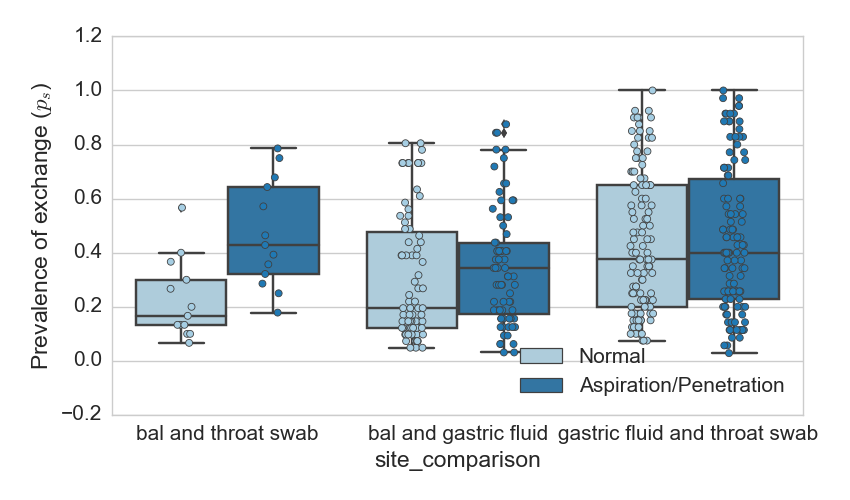 1.2
1.0
0.8
0.6
0.4
0.2
0.0
−0.2
Prevalence of exchange (pₛ)
Normal
Aspiration/Penetration
bal and throat swab
bal and gastric fluid
gastric fluid and throat swab
site_comparison